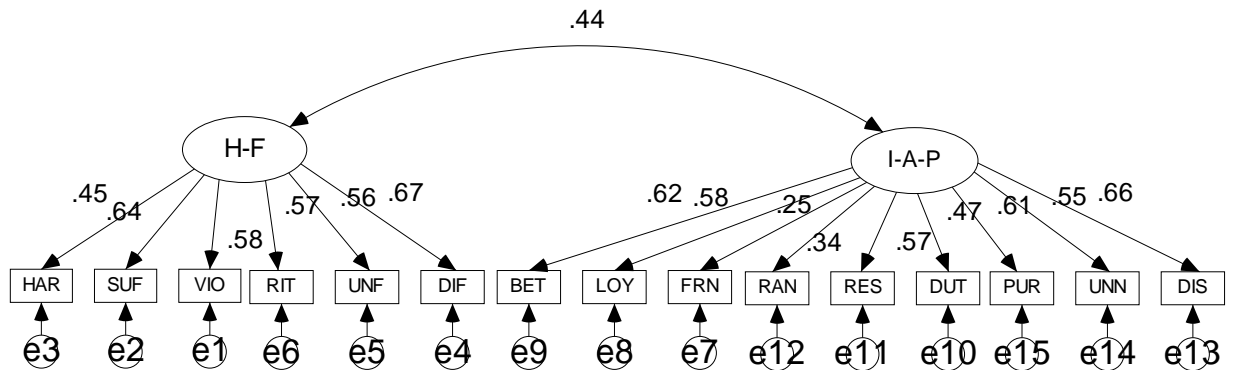 .44
H-F
I-A-P
.45 .64 .58 .57 .56 .67
.62 .58 .25 .34 .57 .47 .61 .55 .66
HAR SUF VIO RIT UNF DIF BET LOY FRN RAN RES DUT PUR UNN DIS
e3 e2 e1 e6 e5 e4 e9 e8 e7 e12 e11 e10 e15 e14 e13